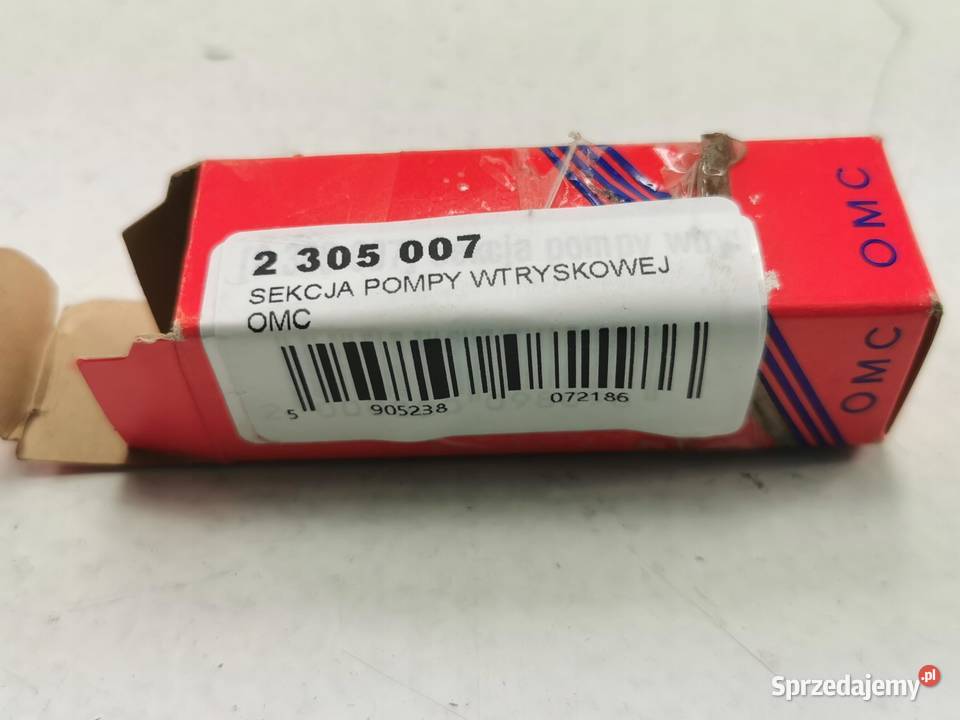 2 305 007
SEKCJA POMPY WTRYSKOWEJ
OMC
5 905238 072186
OMC
OMC
Sprzedajemy.pl